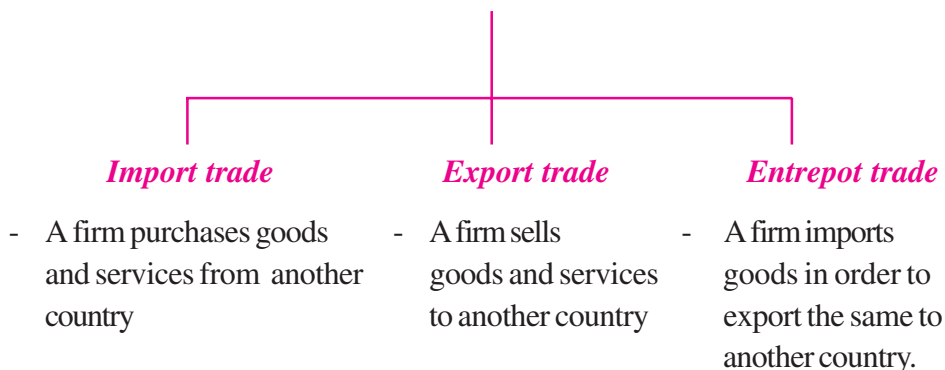 Import trade
- A firm purchases goods
and services from another
country
Export trade
- A firm sells
goods and services
to another country
Entrepot trade
- A firm imports
goods in order to
export the same to
another country.